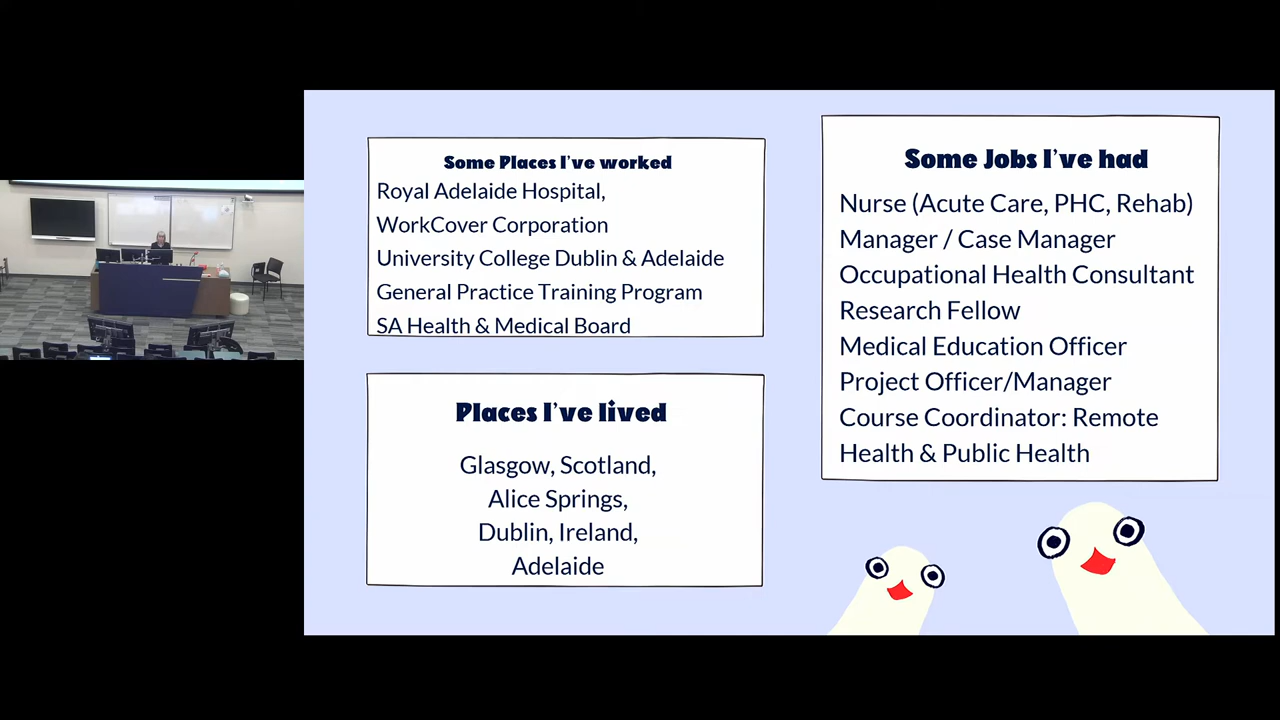 Some Places I've worked
Royal Adelaide Hospital,
WorkCover Corporation
University College Dublin & Adelaide
General Practice Training Program
SA Health & Medical Board
Places I've lived
Glasgow, Scotland,
Alice Springs,
Dublin, Ireland,
Adelaide
Some Jobs I've had
Nurse (Acute Care, PHC, Rehab)
Manager / Case Manager
Occupational Health Consultant
Research Fellow
Medical Education Officer
Project Officer/Manager
Course Coordinator: Remote
Health & Public Health